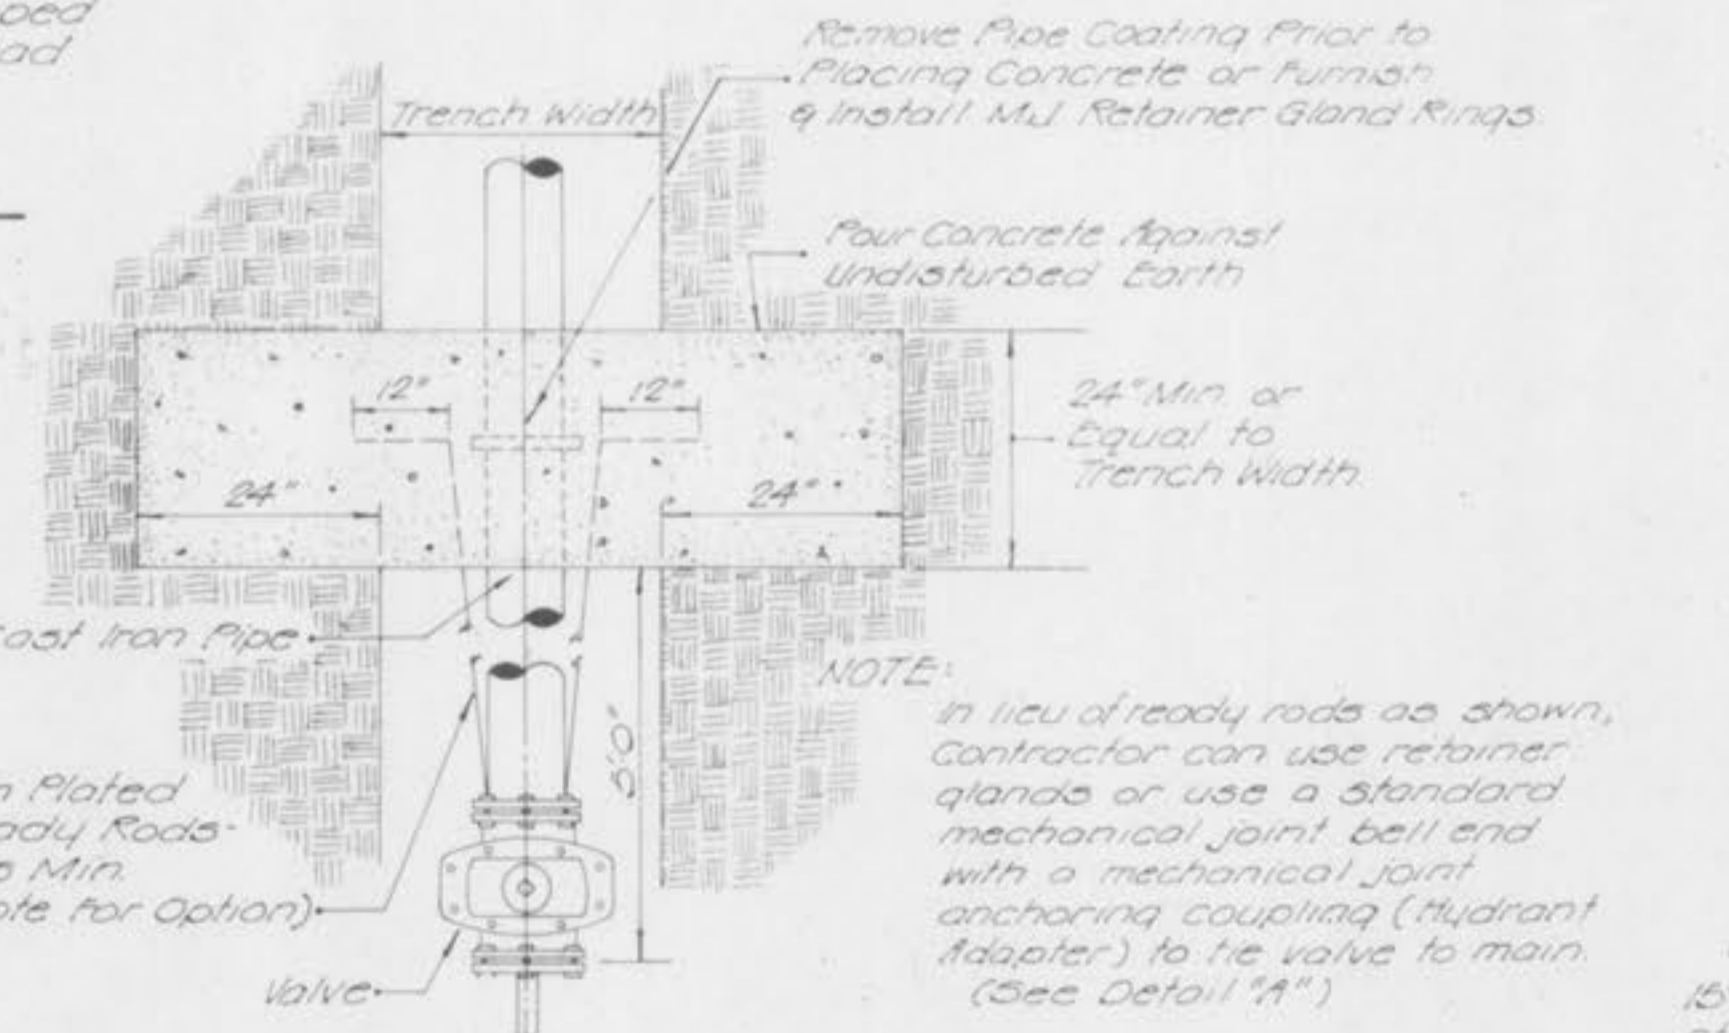 Remove Pipe Coating Prior to
Placing Concrete or Furnish
& Install MJ Retainer Gland Rings
Trench Width
Pour Concrete Against
Undisturbed Earth
12"
12"
24" Min. or
Equal to
Trench Width
24"
24"
Cast Iron Pipe
NOTE:
In lieu of ready rods as shown,
Contractor can use retainer
glands or use a standard
mechanical joint bell end
with a mechanical joint
anchoring coupling (Hydrant
Adapter) to tie valve to main.
(See Detail "A")
Plated
Rods-
Min.
For Option)
Valve
15